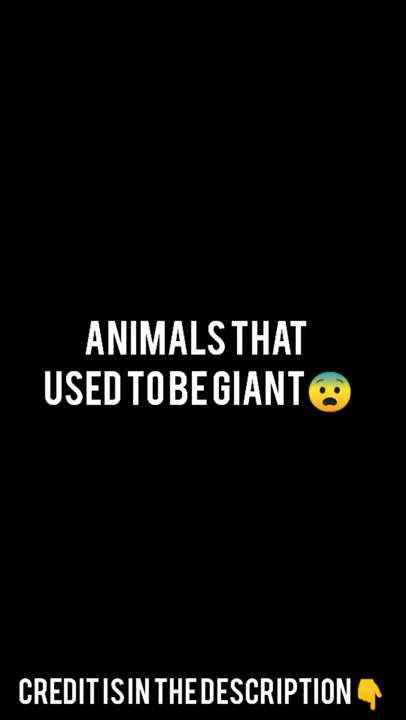 ANIMALS THAT
USED TO BE GIANT😨
CREDIT IS IN THE DESCRIPTION👇